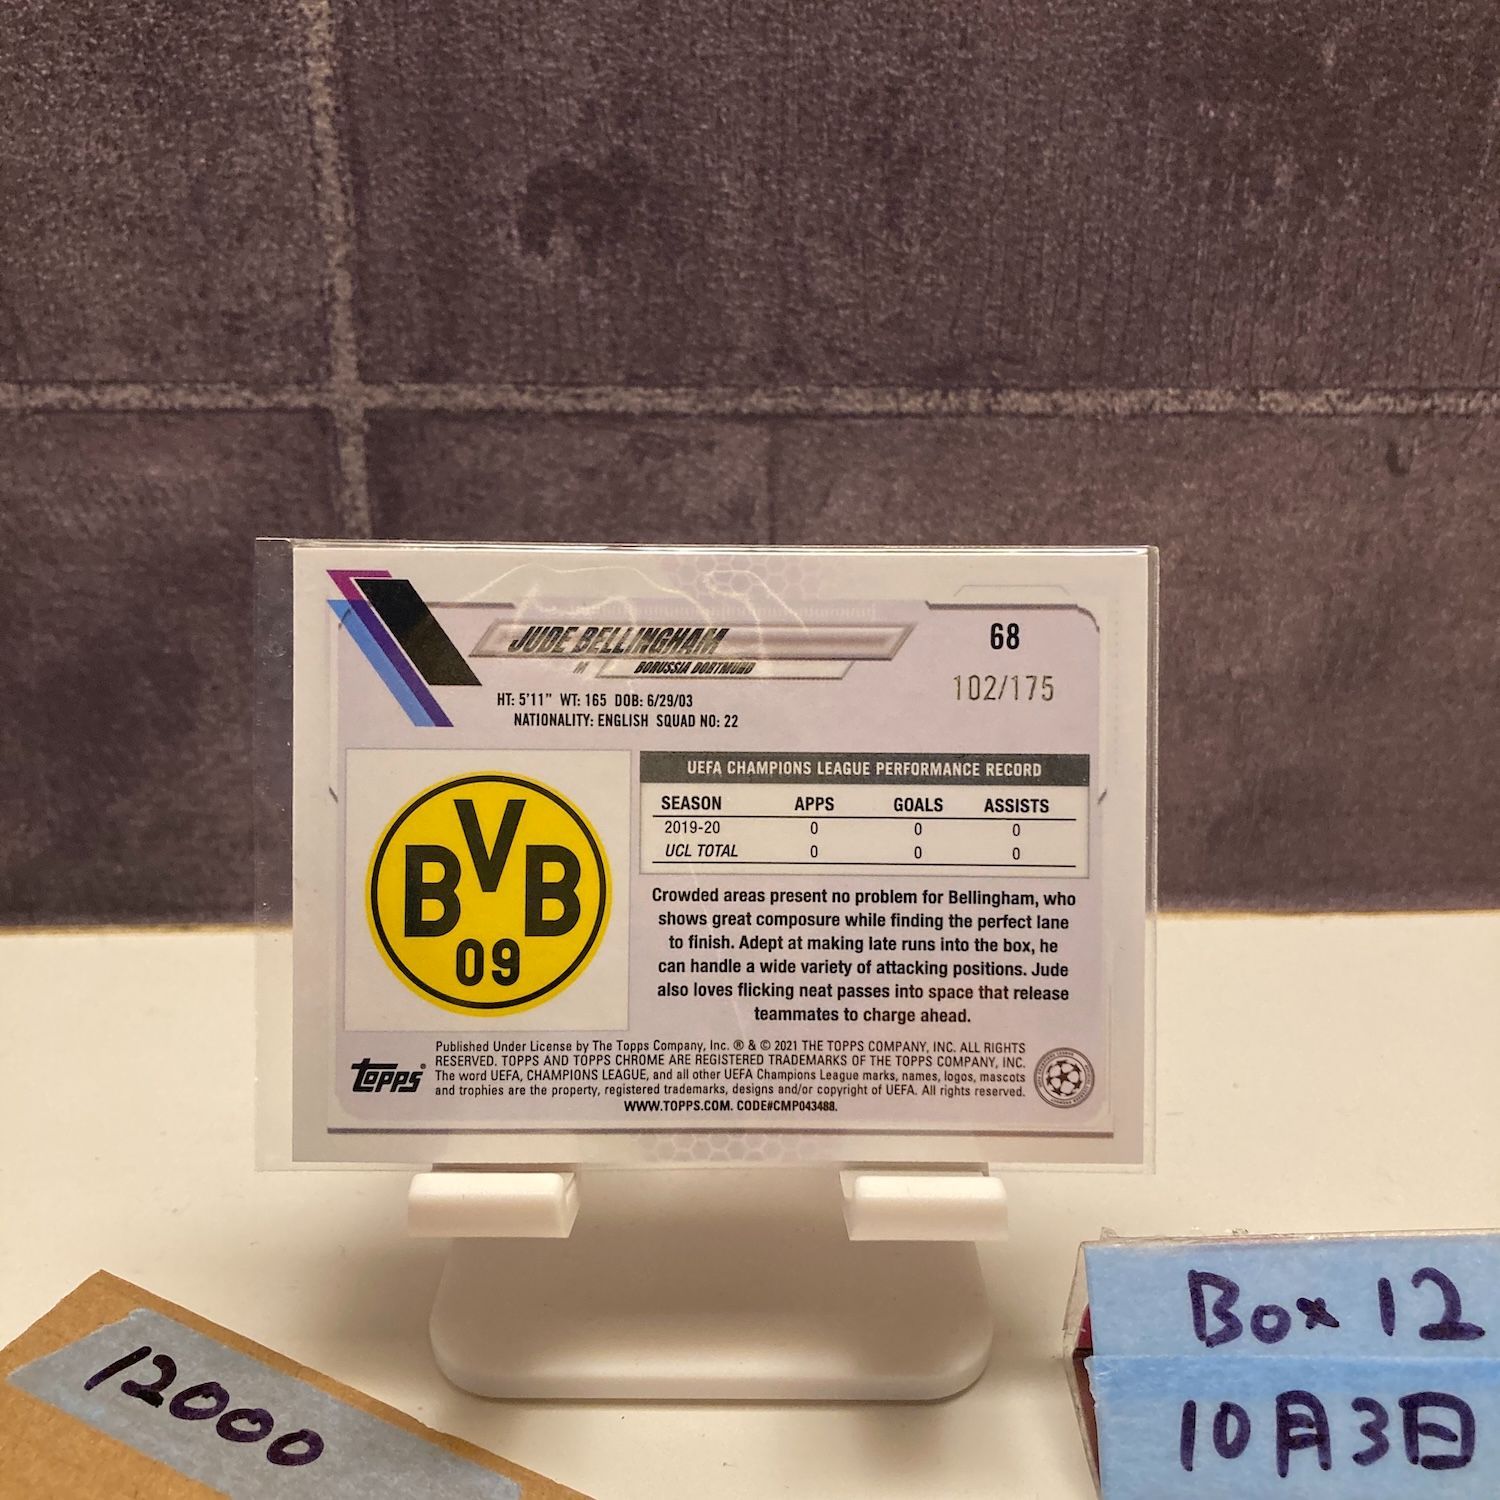 JUDE BELLINGHAM
M BORUSSIA DORTMUND
68
102/175
HT: 5'11" WT: 165 DOB: 6/29/03
NATIONALITY: ENGLISH SQUAD NO: 22
BVB
09
UEFA CHAMPIONS LEAGUE PERFORMANCE RECORD
SEASON APPS GOALS ASSISTS
2019-20 0 0 0
UCL TOTAL 0 0 0
Crowded areas present no problem for Bellingham, who
shows great composure while finding the perfect lane
to finish. Adept at making late runs into the box, he
can handle a wide variety of attacking positions. Jude
also loves flicking neat passes into space that release
teammates to charge ahead.
topps®
Published Under License by The Topps Company, Inc. ® & © 2021 THE TOPPS COMPANY, INC. ALL RIGHTS
RESERVED. TOPPS AND TOPPS CHROME ARE REGISTERED TRADEMARKS OF THE TOPPS COMPANY, INC.
The word UEFA, CHAMPIONS LEAGUE, and all other UEFA Champions League marks, names, logos, mascots
and trophies are the property, registered trademarks, designs and/or copyright of UEFA. All rights reserved.
WWW.TOPPS.COM. CODE#CMP043488.
12000
Box 12
10月3日